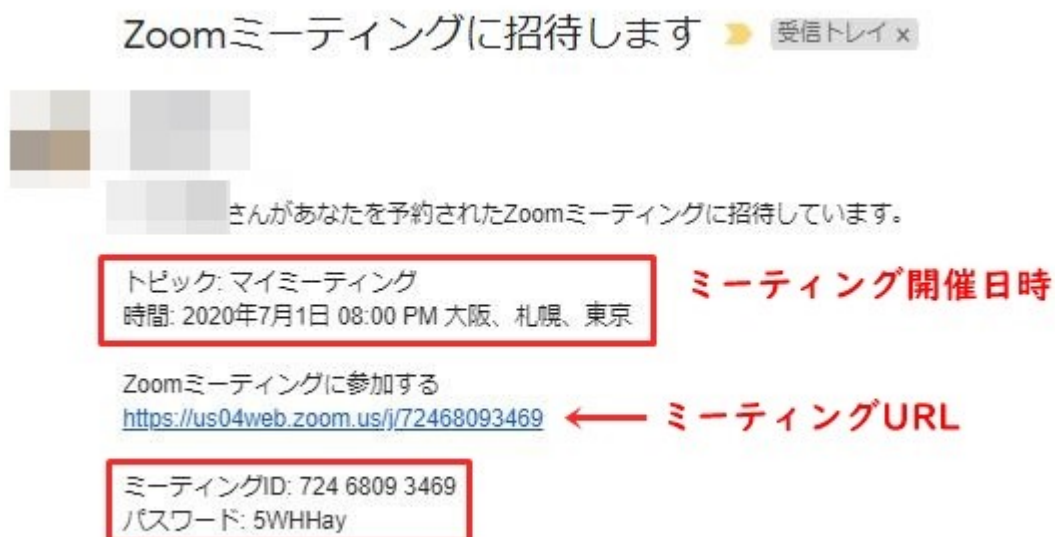 Zoomミーティングに招待します 受信トレイ x
さんがあなたを予約されたZoomミーティングに招待しています。
トピック: マイミーティング
時間: 2020年7月1日 08:00 PM 大阪、札幌、東京
ミーティング開催日時
Zoomミーティングに参加する
https://us04web.zoom.us/j/72468093469
ミーティングURL
ミーティングID: 724 6809 3469
パスワード: 5WHHay